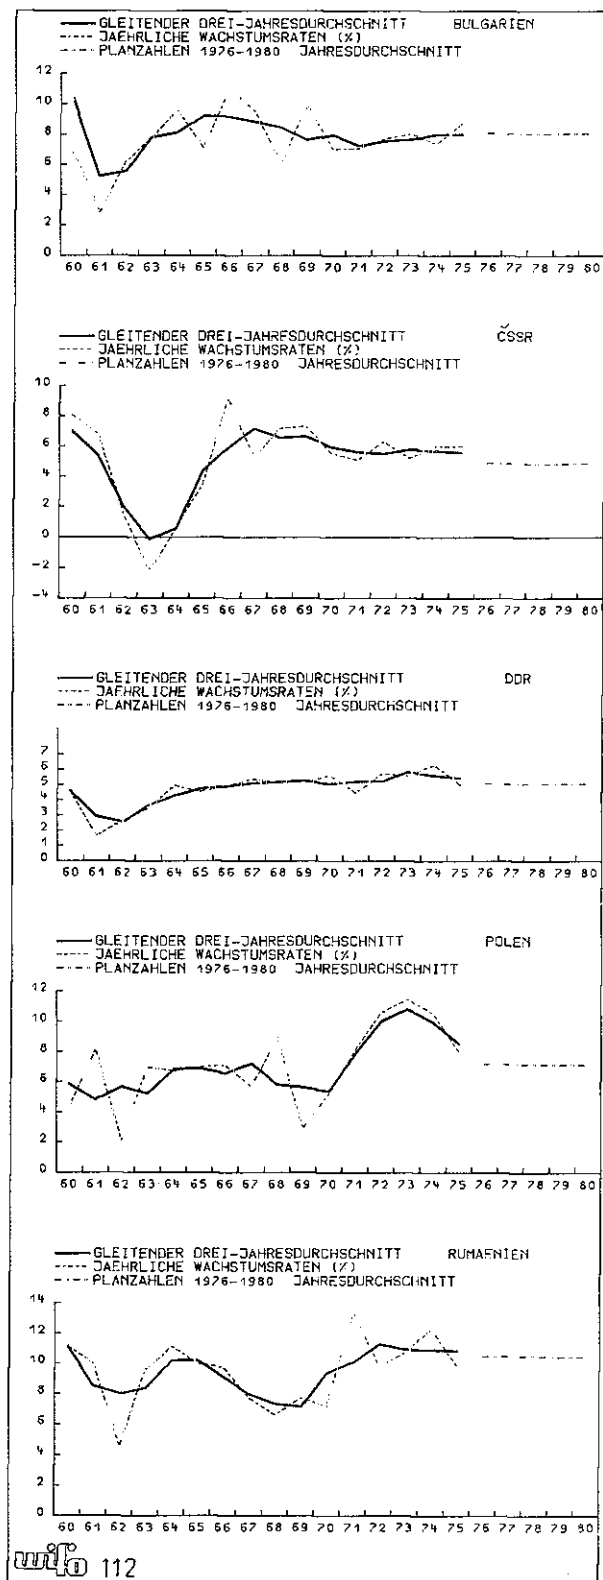 GLEITENDER DREI-JAHRESDURCHSCHNITT BULGARIEN
JAEHRLICHE WACHSTUMSRATEN (%)
PLANZAHLEN 1976-1980 JAHRESDURCHSCHNITT
12
10
8
6
4
2
0
60 61 62 63 64 65 66 67 68 69 70 71 72 73 74 75 76 77 78 79 80
GLEITENDER DREI-JAHRESDURCHSCHNITT ČSSR
JAEHRLICHE WACHSTUMSRATEN (%)
PLANZAHLEN 1976-1980 JAHRESDURCHSCHNITT
10
8
6
4
2
0
-2
-4
60 61 62 63 64 65 66 67 68 69 70 71 72 73 74 75 76 77 78 79 80
GLEITENDER DREI-JAHRESDURCHSCHNITT DDR
JAEHRLICHE WACHSTUMSRATEN (%)
PLANZAHLEN 1976-1980 JAHRESDURCHSCHNITT
7
6
5
4
3
2
1
0
60 61 62 63 64 65 66 67 68 69 70 71 72 73 74 75 76 77 78 79 80
GLEITENDER DREI-JAHRESDURCHSCHNITT POLEN
JAEHRLICHE WACHSTUMSRATEN (%)
PLANZAHLEN 1976-1980 JAHRESDURCHSCHNITT
12
10
8
6
4
2
0
60 61 62 63 64 65 66 67 68 69 70 71 72 73 74 75 76 77 78 79 80
GLEITENDER DREI-JAHRESDURCHSCHNITT RUMAENIEN
JAEHRLICHE WACHSTUMSRATEN (%)
PLANZAHLEN 1976-1980 JAHRESDURCHSCHNITT
14
12
10
8
6
4
2
0
60 61 62 63 64 65 66 67 68 69 70 71 72 73 74 75 76 77 78 79 80
wifo 112